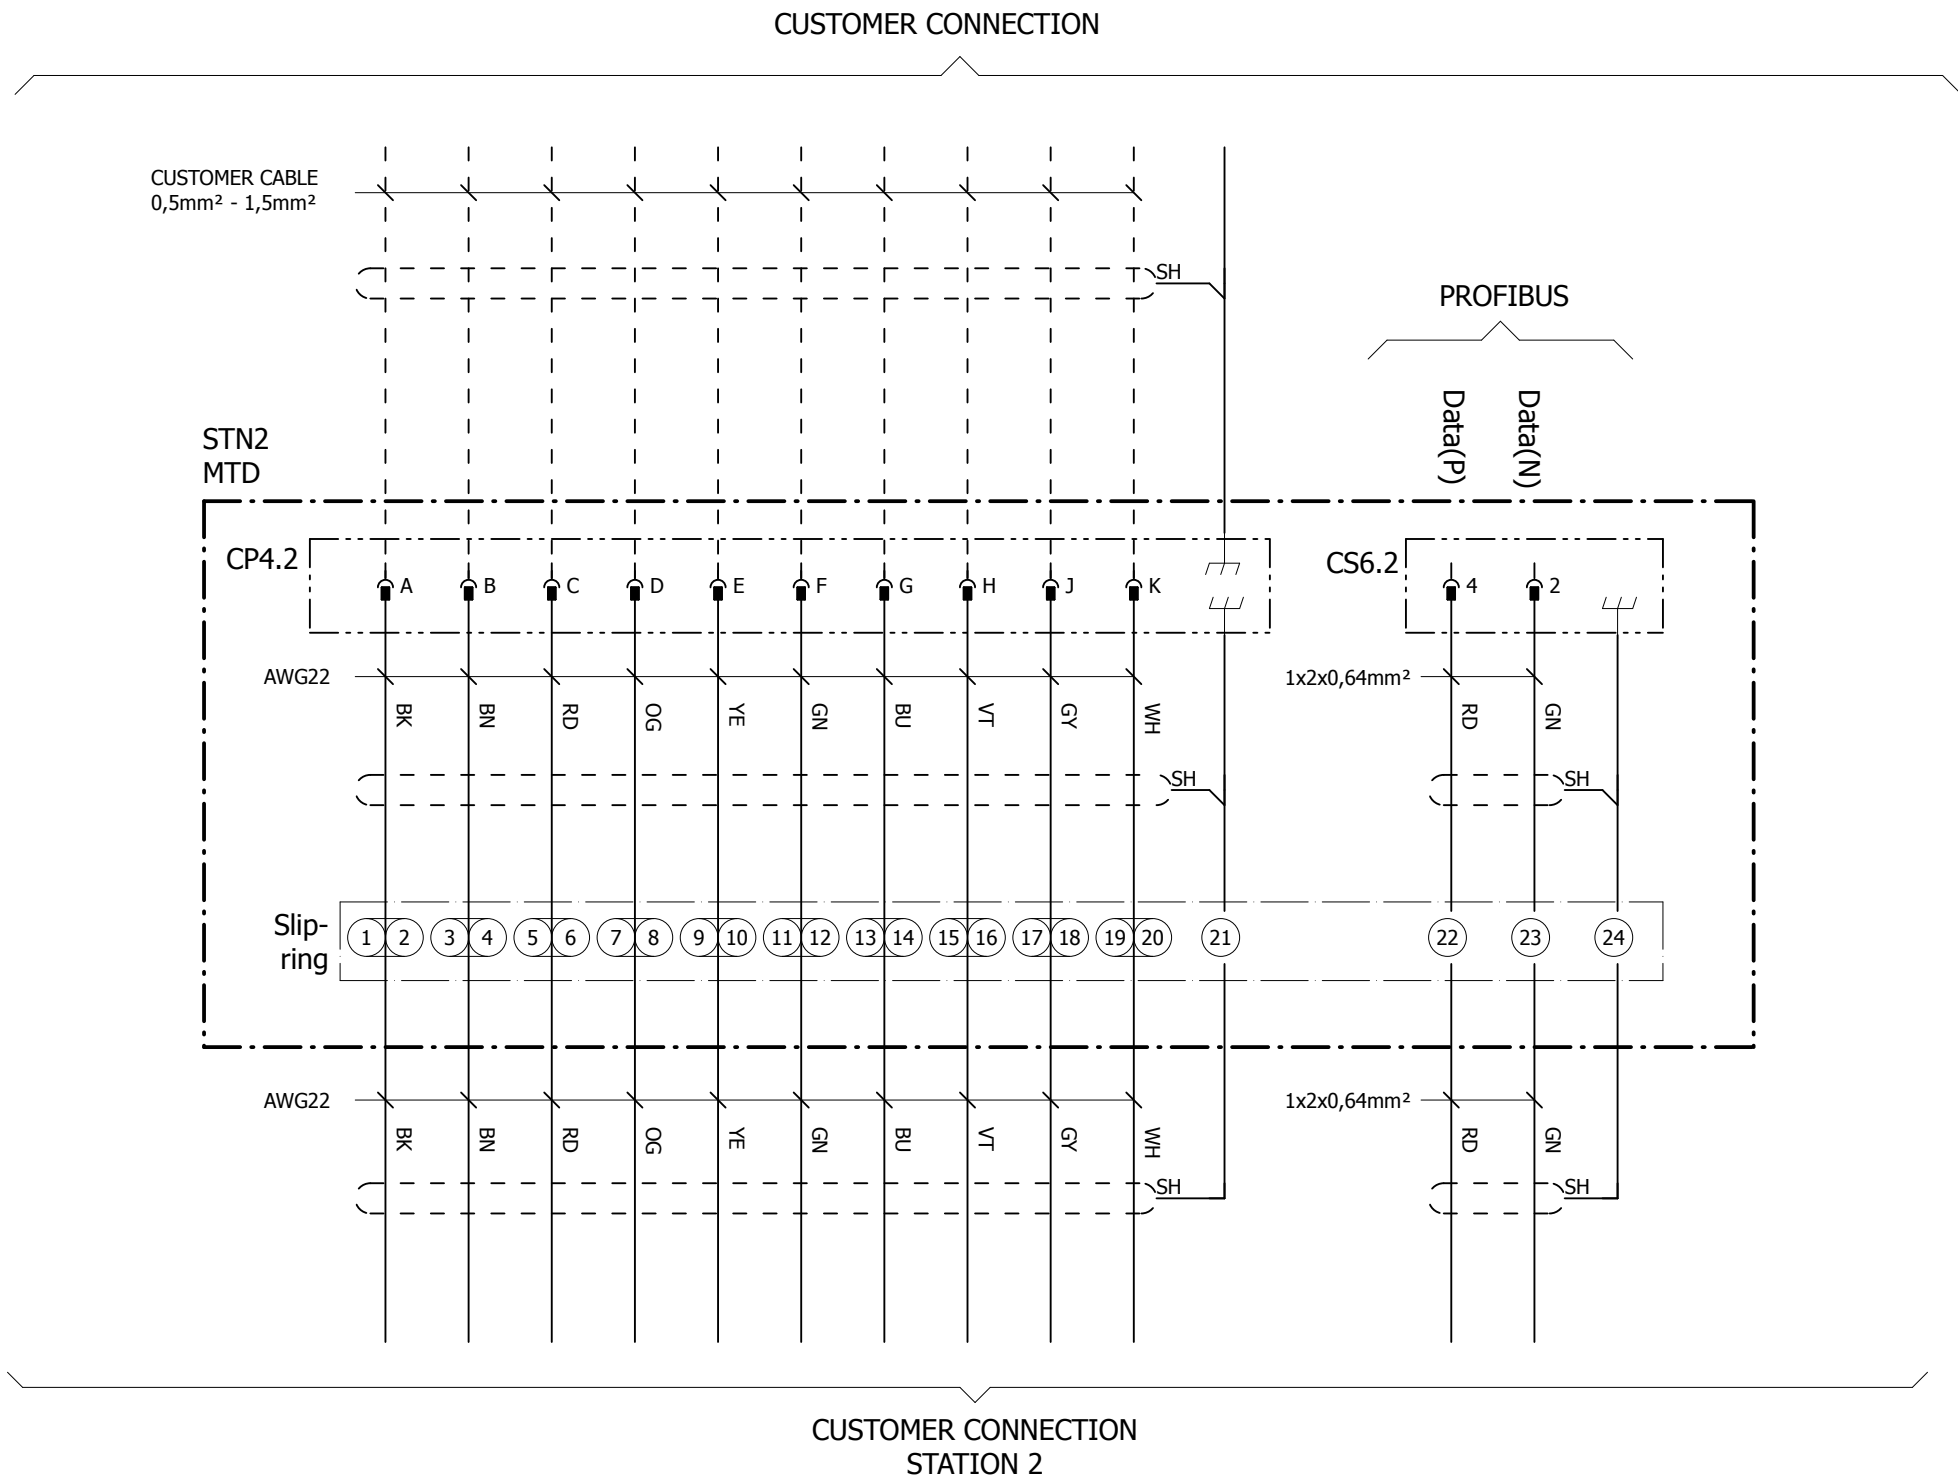 CUSTOMER CONNECTION
CUSTOMER CABLE
0,5mm² - 1,5mm²
SH
PROFIBUS
Data(P)
Data(N)
STN2
MTD
CP4.2
A B C D E F G H J K
CS6.2
4 2
AWG22
1x2x0,64mm²
BK BN RD OG YE GN BU VT GY WH
RD GN
SH
SH
Slip-
ring
1 2 3 4 5 6 7 8 9 10 11 12 13 14 15 16 17 18 19 20 21 22 23 24
AWG22
1x2x0,64mm²
BK BN RD OG YE GN BU VT GY WH
RD GN
SH
SH
CUSTOMER CONNECTION
STATION 2